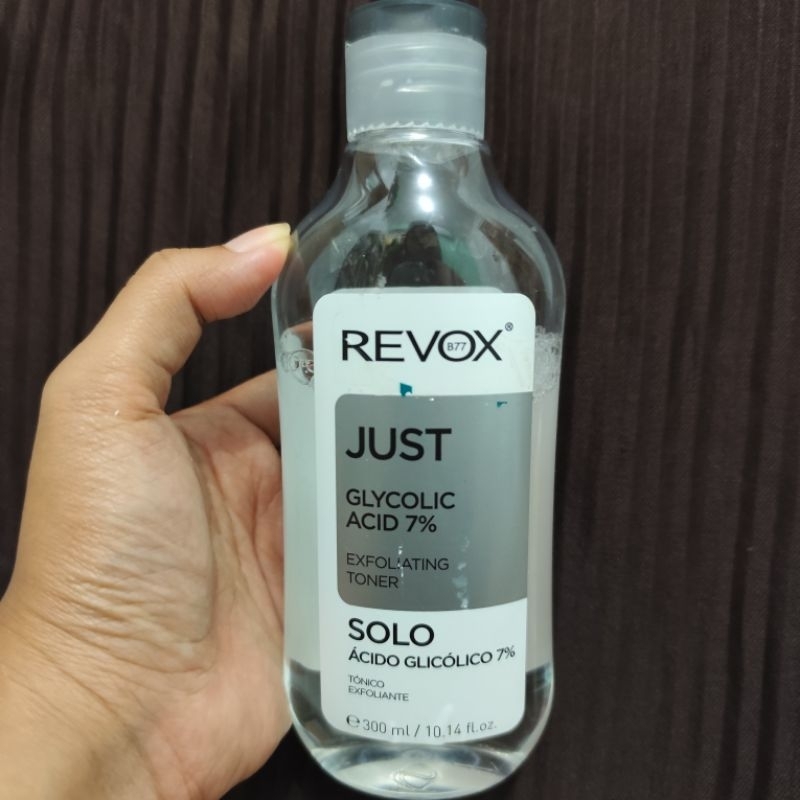 REVOX®
B77
JUST
GLYCOLIC
ACID 7%
EXFOLIATING
TONER
SOLO
ÁCIDO GLICÓLICO 7%
TÓNICO
EXFOLIANTE
℮ 300 ml / 10.14 fl.oz.